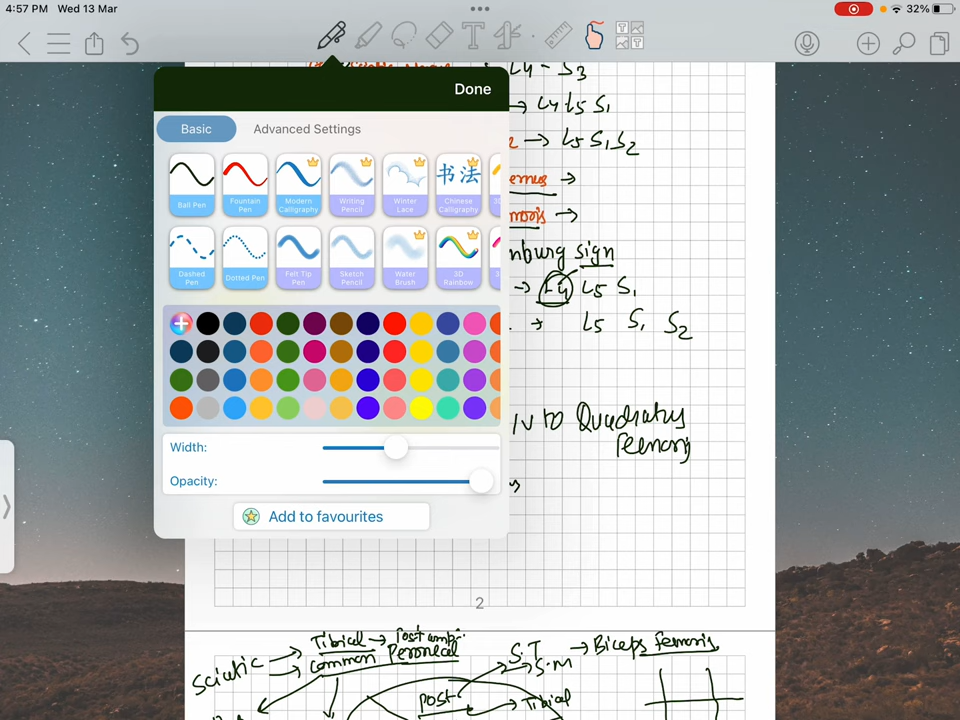 4:57 PM Wed 13 Mar
32%
T
L4 - S3
Done
→ L4 L5 S1
Basic
Advanced Settings
→ L5 S1 S2
Ball Pen
Fountain Pen
Modern Calligraphy
Writing Pencil
Winter Lace
书法
Chinese Calligraphy
→
→
Dashed Pen
Dotted Pen
Felt Tip Pen
Sketch Pencil
Water Brush
3D Rainbow
nburg sign
→ L4 L5 S1
→ L5 S1 S2
Width:
Opacity:
Add to favourites
N to Quadratus
femoris
2
Sciatic → Tibial → Post
→ Common Peroneal
S.T → Biceps femoris
→ S.M
Post
→ Tibial